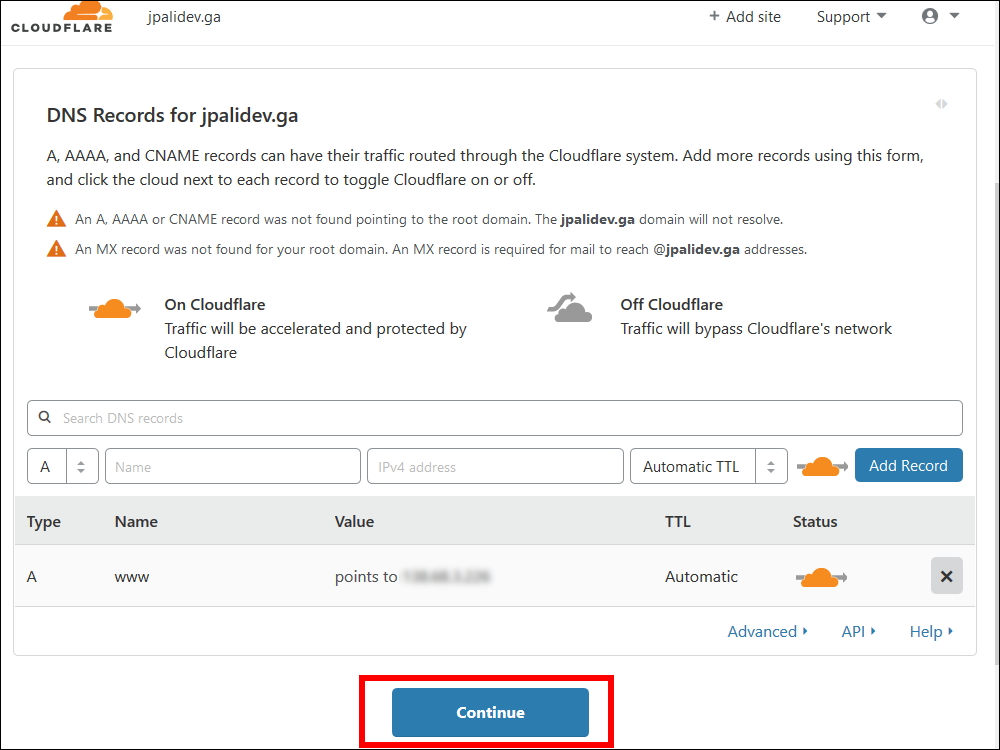 CLOUDFLARE
jpalidev.ga
+ Add site
Support
DNS Records for jpalidev.ga
A, AAAA, and CNAME records can have their traffic routed through the Cloudflare system. Add more records using this form,
and click the cloud next to each record to toggle Cloudflare on or off.
An A, AAAA or CNAME record was not found pointing to the root domain. The jpalidev.ga domain will not resolve.
An MX record was not found for your root domain. An MX record is required for mail to reach @jpalidev.ga addresses.
On Cloudflare
Traffic will be accelerated and protected by
Cloudflare
Off Cloudflare
Traffic will bypass Cloudflare's network
Search DNS records
A Name IPv4 address Automatic TTL Add Record
Type Name Value TTL Status
A www points to Automatic
Advanced API Help
Continue